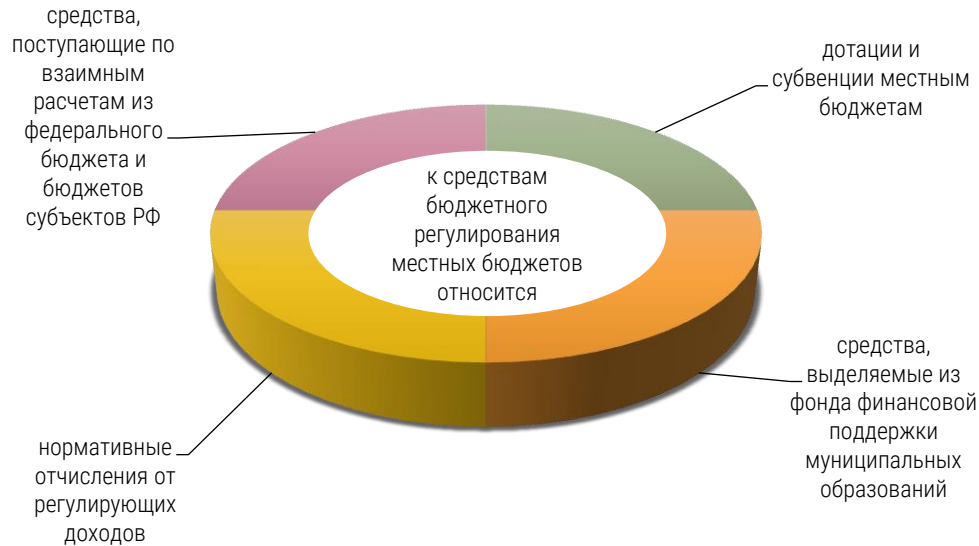 средства,
поступающие по
взаимным
расчетам из
федерального
бюджета и
бюджетов
субъектов РФ
дотации и
субвенции местным
бюджетам
к средствам
бюджетного
регулирования
местных бюджетов
относится
средства,
выделяемые из
фонда финансовой
поддержки
муниципальных
образований
нормативные
отчисления от
регулирующих
доходов